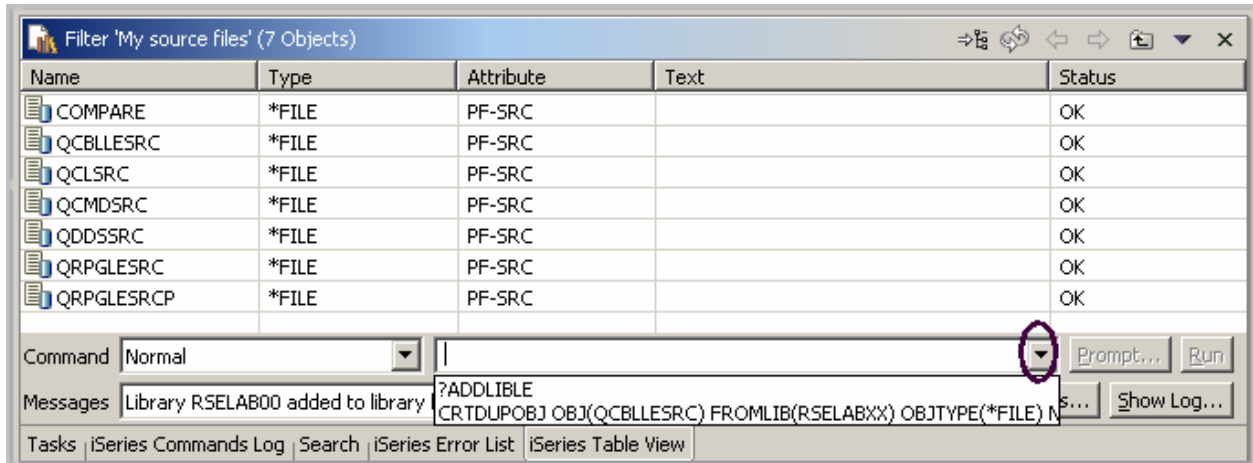 Filter 'My source files' (7 Objects)
Name Type Attribute Text Status
COMPARE *FILE PF-SRC OK
QCBLLESRC *FILE PF-SRC OK
QCLSRC *FILE PF-SRC OK
QCMDSRC *FILE PF-SRC OK
QDDSSRC *FILE PF-SRC OK
QRPGLESRC *FILE PF-SRC OK
QRPGLESRCP *FILE PF-SRC OK
Command Normal Prompt... Run
?ADDLIBLE
Messages Library RSELAB00 added to library s... Show Log...
CRTDUPOBJ OBJ(QCBLLESRC) FROMLIB(RSELABXX) OBJTYPE(*FILE) N
Tasks iSeries Commands Log Search iSeries Error List iSeries Table View